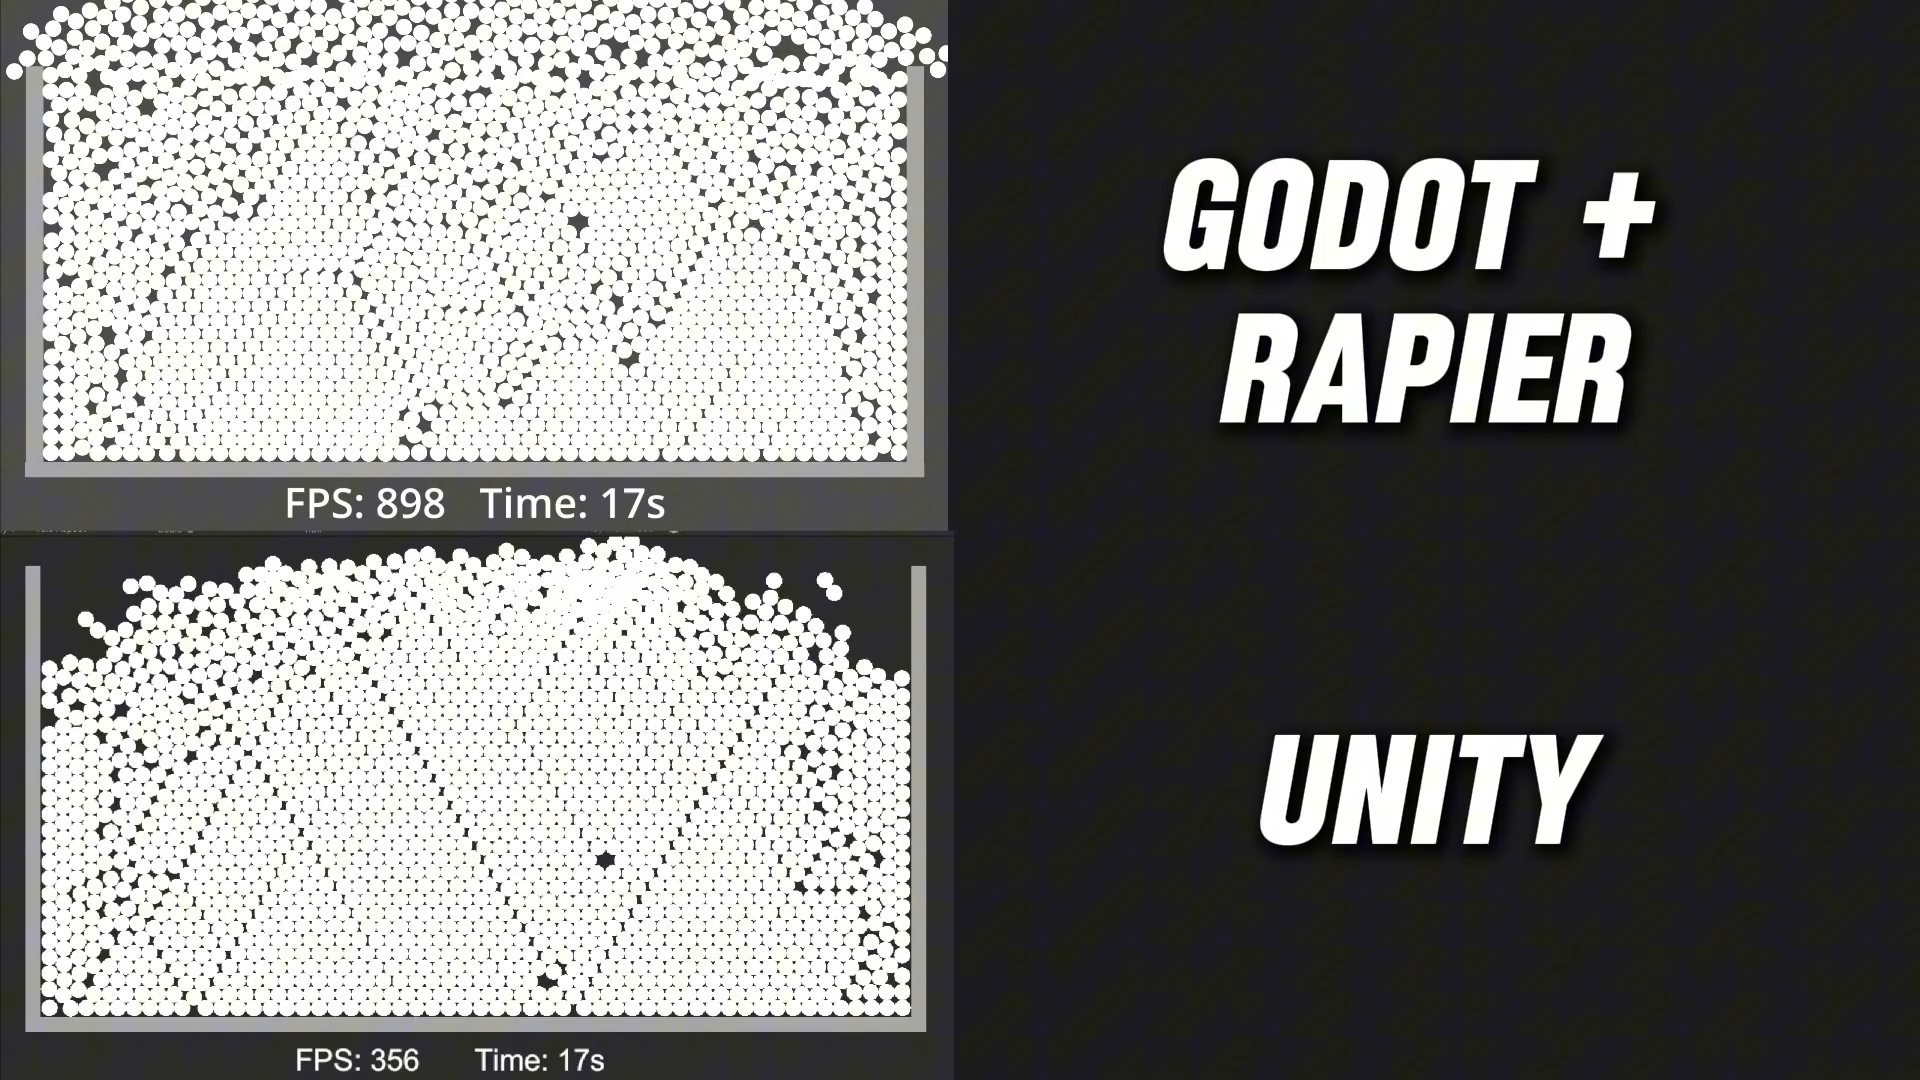 GODOT +
RAPIER
FPS: 898 Time: 17s
UNITY
FPS: 356 Time: 17s